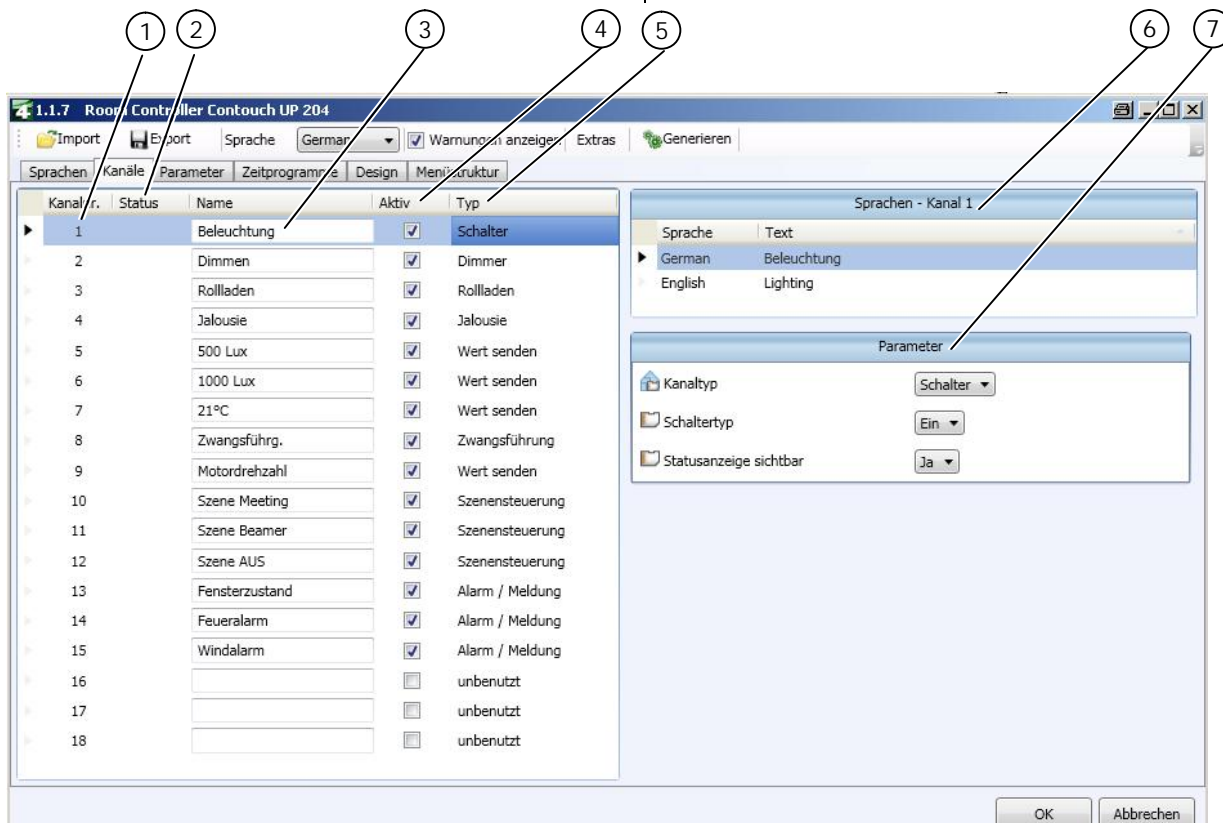 1 2 3 4 5 6 7
1.1.7 Room Controller Contouch UP 204
Import Export Sprache German Warnungen anzeigen Extras Generieren
Sprachen Kanäle Parameter Zeitprogramme Design Menüstruktur
Kanalnr. Status Name Aktiv Typ
1 Beleuchtung Schalter
2 Dimmen Dimmer
3 Rollladen Rollladen
4 Jalousie Jalousie
5 500 Lux Wert senden
6 1000 Lux Wert senden
7 21°C Wert senden
8 Zwangsführg. Zwangsführung
9 Motordrehzahl Wert senden
10 Szene Meeting Szenensteuerung
11 Szene Beamer Szenensteuerung
12 Szene AUS Szenensteuerung
13 Fensterzustand Alarm / Meldung
14 Feueralarm Alarm / Meldung
15 Windalarm Alarm / Meldung
16 unbenutzt
17 unbenutzt
18 unbenutzt
Sprachen - Kanal 1
Sprache Text
German Beleuchtung
English Lighting
Parameter
Kanaltyp Schalter
Schaltertyp Ein
Statusanzeige sichtbar Ja
OK Abbrechen